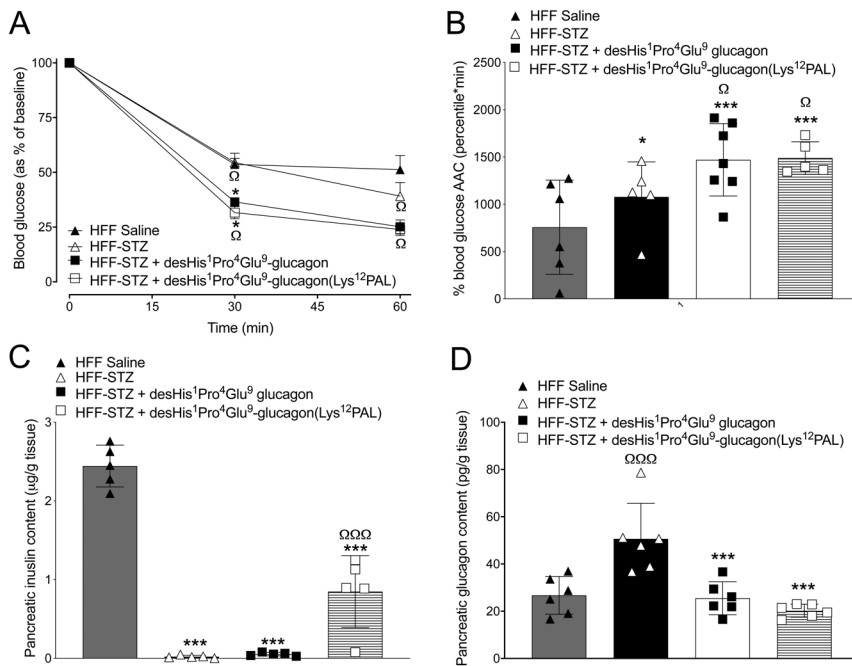 A
▲ HFF Saline
△ HFF-STZ
■ HFF-STZ + desHis¹Pro⁴Glu⁹-glucagon
□ HFF-STZ + desHis¹Pro⁴Glu⁹-glucagon(Lys¹²PAL)
Blood glucose (as % of baseline)
100
75
50
25
0
Ω
*
*
Ω
Ω
Ω
0
15
30
45
60
Time (min)
B
▲ HFF Saline
△ HFF-STZ
■ HFF-STZ + desHis¹Pro⁴Glu⁹ glucagon
□ HFF-STZ + desHis¹Pro⁴Glu⁹-glucagon(Lys¹²PAL)
% blood glucose AAC (percentile*min)
2500
2000
1500
1000
500
0
*
Ω
***
Ω
***
C
▲ HFF Saline
△ HFF-STZ
■ HFF-STZ + desHis¹Pro⁴Glu⁹ glucagon
□ HFF-STZ + desHis¹Pro⁴Glu⁹-glucagon(Lys¹²PAL)
Pancreatic inuslin content (μg/g tissue)
3
2
1
0
***
***
ΩΩΩ
***
D
▲ HFF Saline
△ HFF-STZ
■ HFF-STZ + desHis¹Pro⁴Glu⁹ glucagon
□ HFF-STZ + desHis¹Pro⁴Glu⁹-glucagon(Lys¹²PAL)
Pancreatic glucagon content (pg/g tissue)
100
80
60
40
20
0
ΩΩΩ
***
***